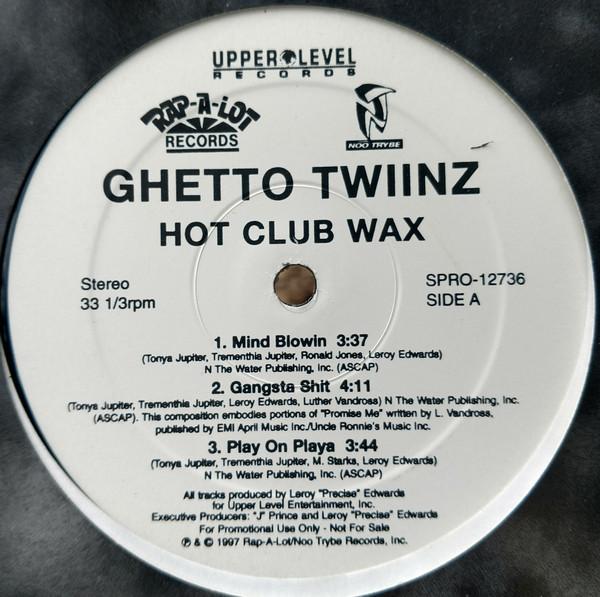 UPPER LEVEL
RECORDS
RAP-A-LOT
RECORDS
NOO TRYBE
GHETTO TWIINZ
HOT CLUB WAX
Stereo
33 1/3rpm
SPRO-12736
SIDE A
1. Mind Blowin 3:37
(Tonya Jupiter, Trementhia Jupiter, Ronald Jones, Leroy Edwards)
N The Water Publishing, Inc. (ASCAP)
2. Gangsta Shit 4:11
(Tonya Jupiter, Trementhia Jupiter, Leroy Edwards, Luther Vandross) N The Water Publishing, Inc.
(ASCAP). This composition embodies portions of "Promise Me" written by L. Vandross,
published by EMI April Music Inc./Uncle Ronnie's Music Inc.
3. Play On Playa 3:44
(Tonya Jupiter, Trementhia Jupiter, M. Starks, Leroy Edwards)
N The Water Publishing, Inc. (ASCAP)
All tracks produced by Leroy "Precise" Edwards
for Upper Level Entertainment, Inc.
Executive Producers: "J" Prince and Leroy "Precise" Edwards
For Promotional Use Only - Not For Sale
℗ & © 1997 Rap-A-Lot/Noo Trybe Records, Inc.